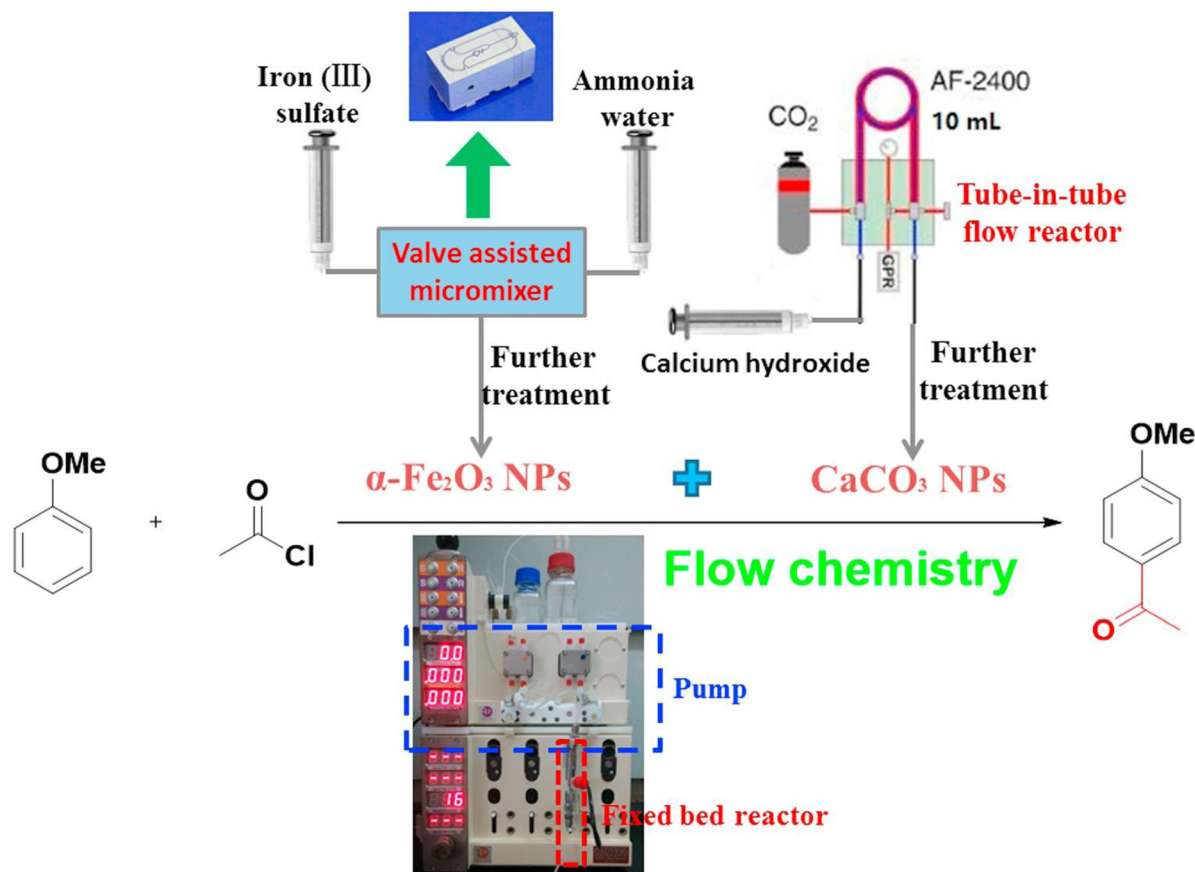 Iron (III)
sulfate
Ammonia
water
CO₂
AF-2400
10 mL
Valve assisted
micromixer
Tube-in-tube
flow reactor
GPR
Calcium hydroxide
Further
treatment
Further
treatment
OMe
+
O
Cl
α-Fe₂O₃ NPs
CaCO₃ NPs
OMe
O
Flow chemistry
0.0
.000
.000
Pump
16
Fixed bed reactor